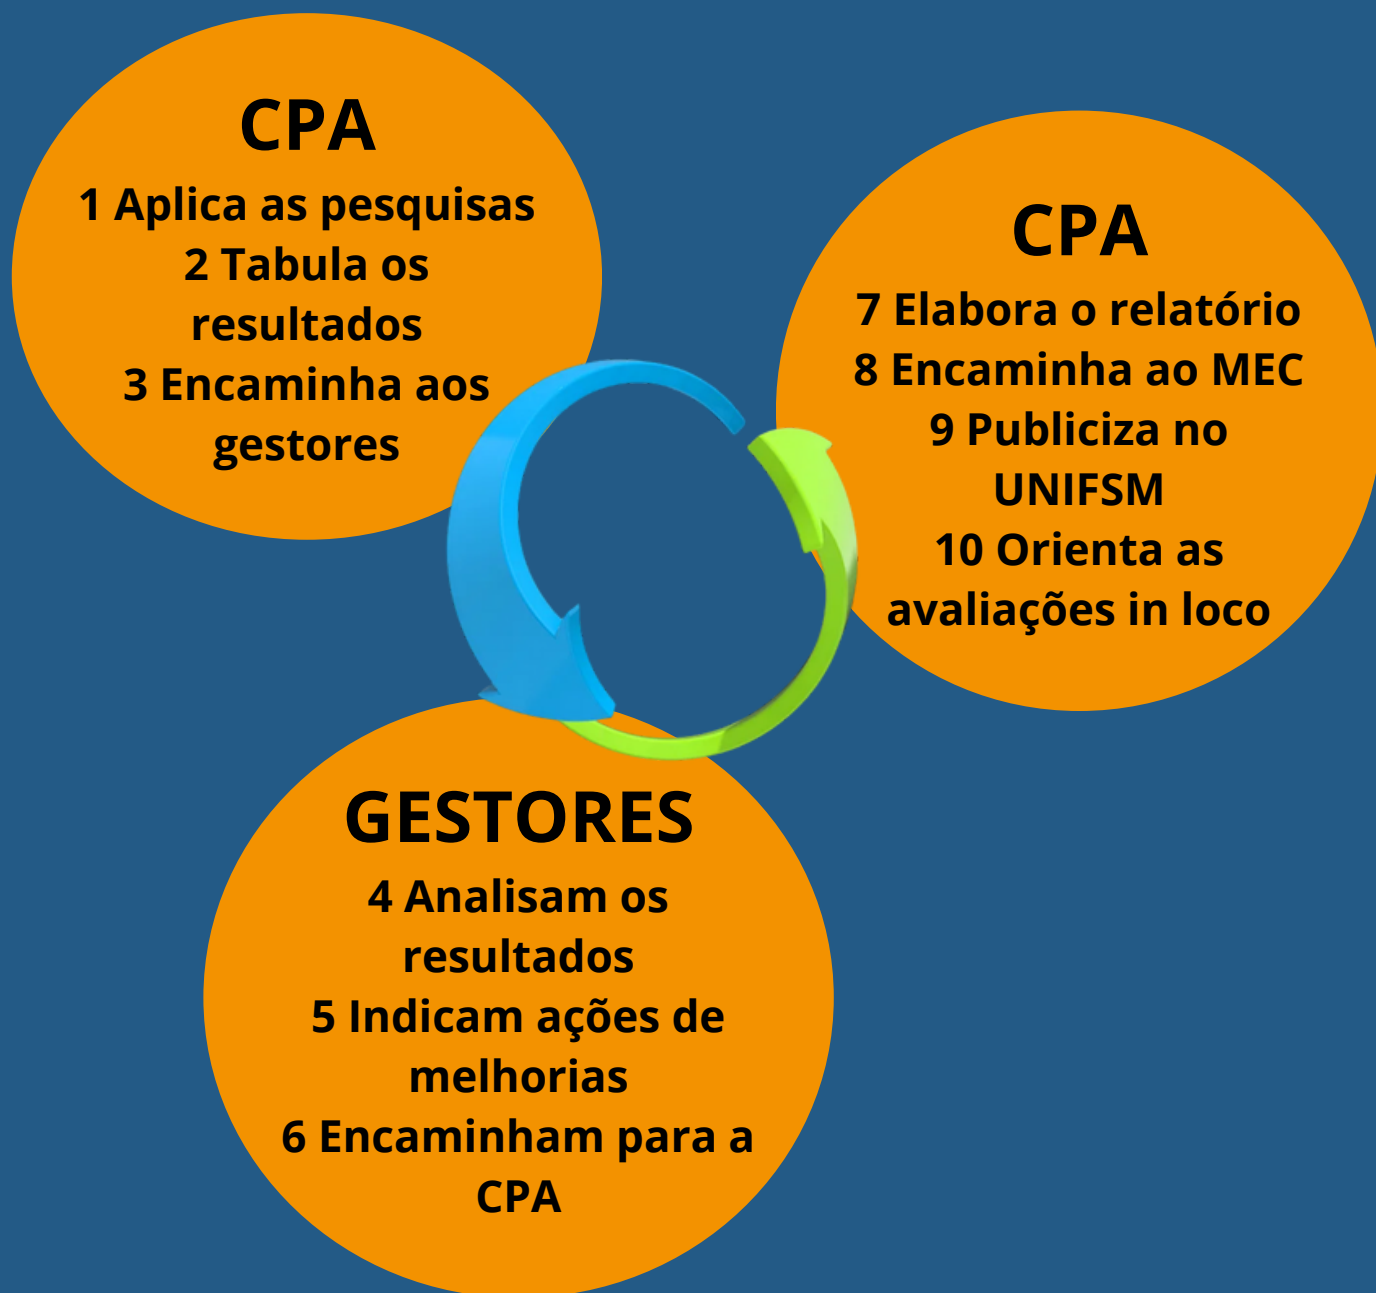 CPA
1 Aplica as pesquisas
2 Tabula os
resultados
3 Encaminha aos
gestores
GESTORES
4 Analisam os
resultados
5 Indicam ações de
melhorias
6 Encaminham para a
CPA
CPA
7 Elabora o relatório
8 Encaminha ao MEC
9 Publiciza no
UNIFSM
10 Orienta as
avaliações in loco